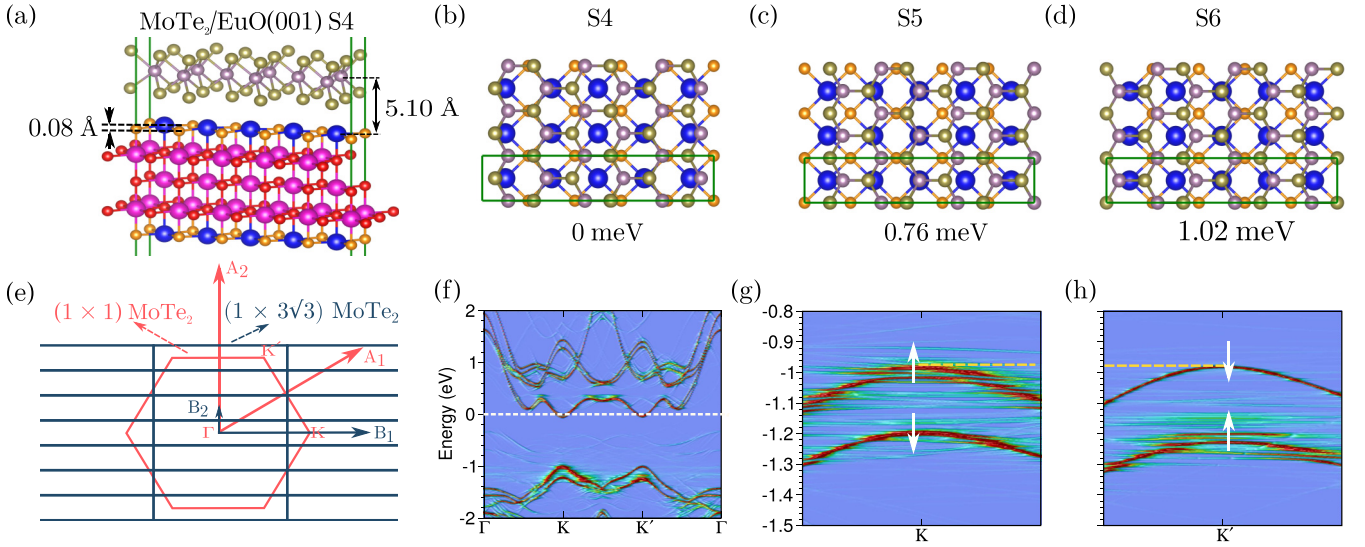 (a)
MoTe₂/EuO(001) S4
0.08 Å
5.10 Å
(b)
S4
0 meV
(c)
S5
0.76 meV
(d)
S6
1.02 meV
(e)
(1 × 1) MoTe₂
(1 × 3√3) MoTe₂
A₂
K′
A₁
B₂
Γ
K
B₁
(f)
Energy (eV)
2
1
0
-1
-2
Γ
K
K′
Γ
(g)
-0.8
-0.9
-1
-1.1
-1.2
-1.3
-1.4
-1.5
K
(h)
K′